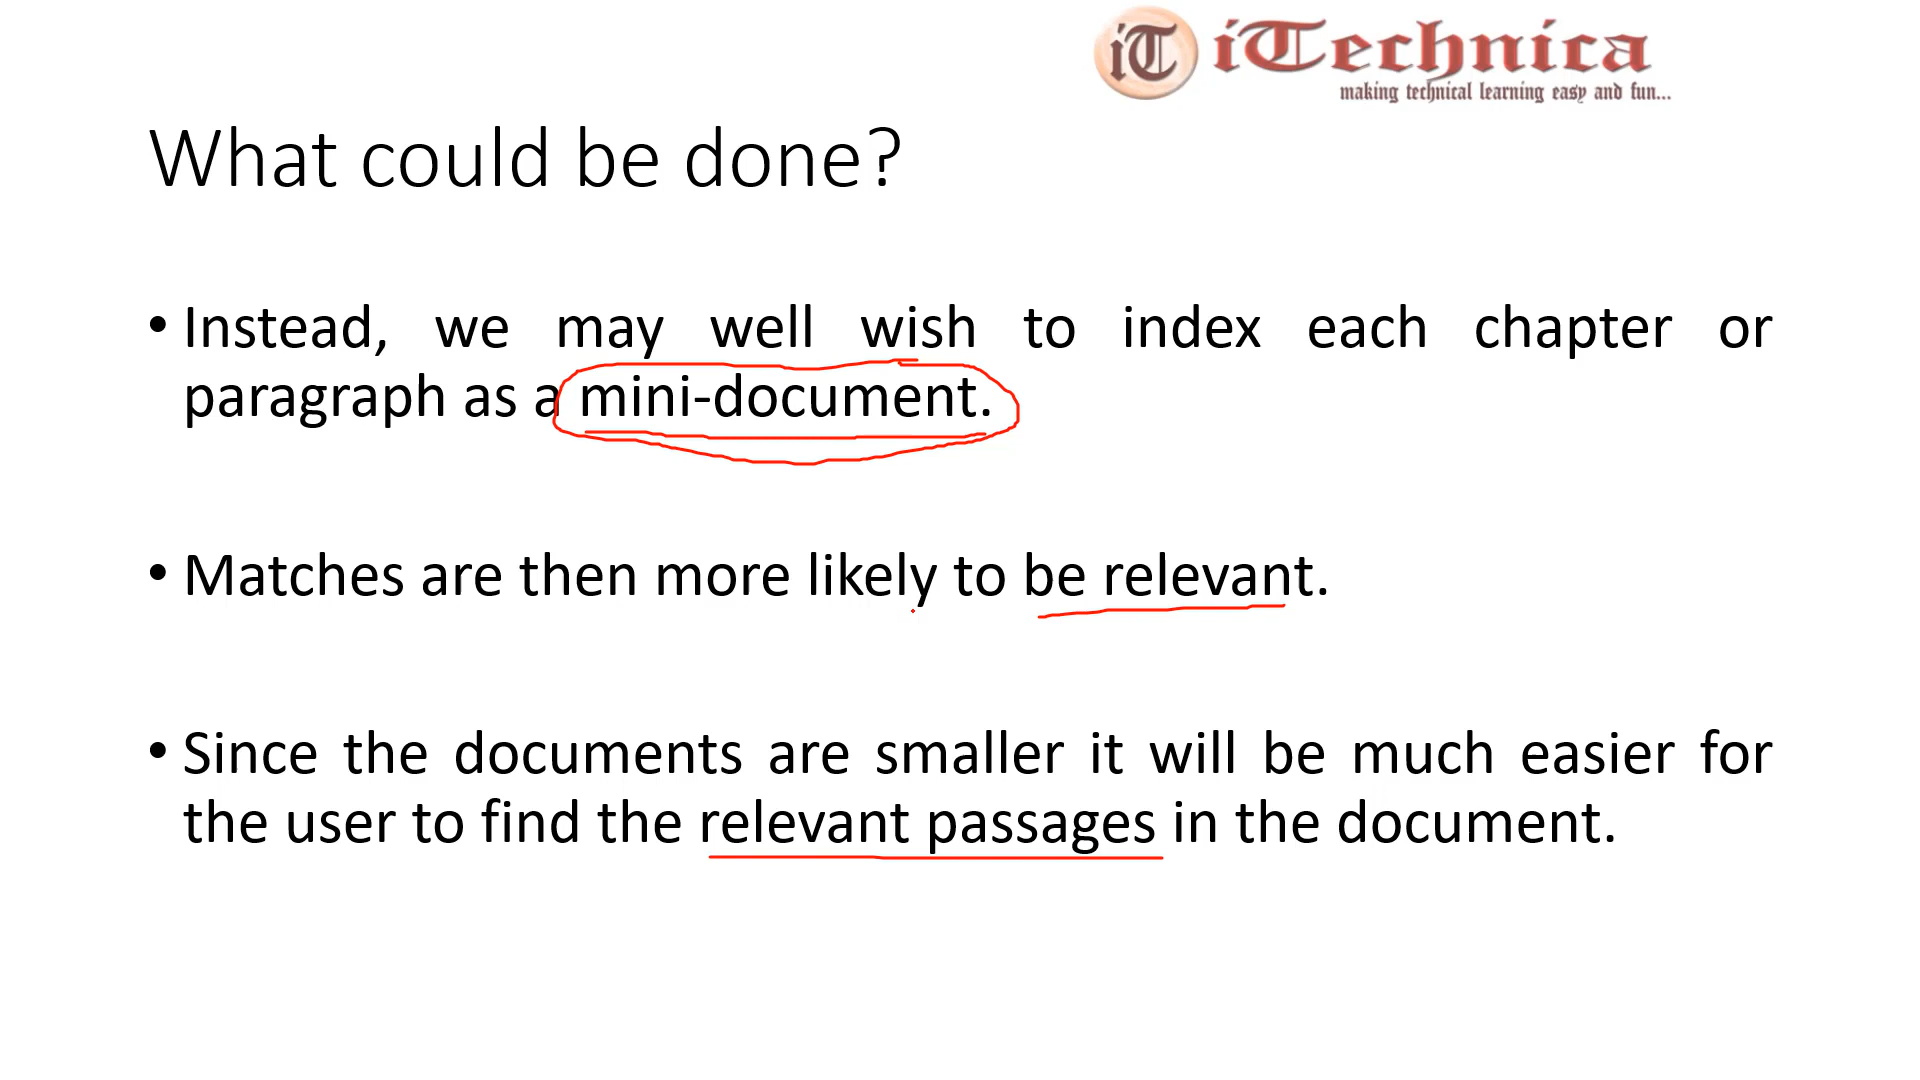 iT iTechnica
making technical learning easy and fun...
What could be done?
• Instead, we may well wish to index each chapter or
paragraph as a mini-document.
• Matches are then more likely to be relevant.
• Since the documents are smaller it will be much easier for
the user to find the relevant passages in the document.